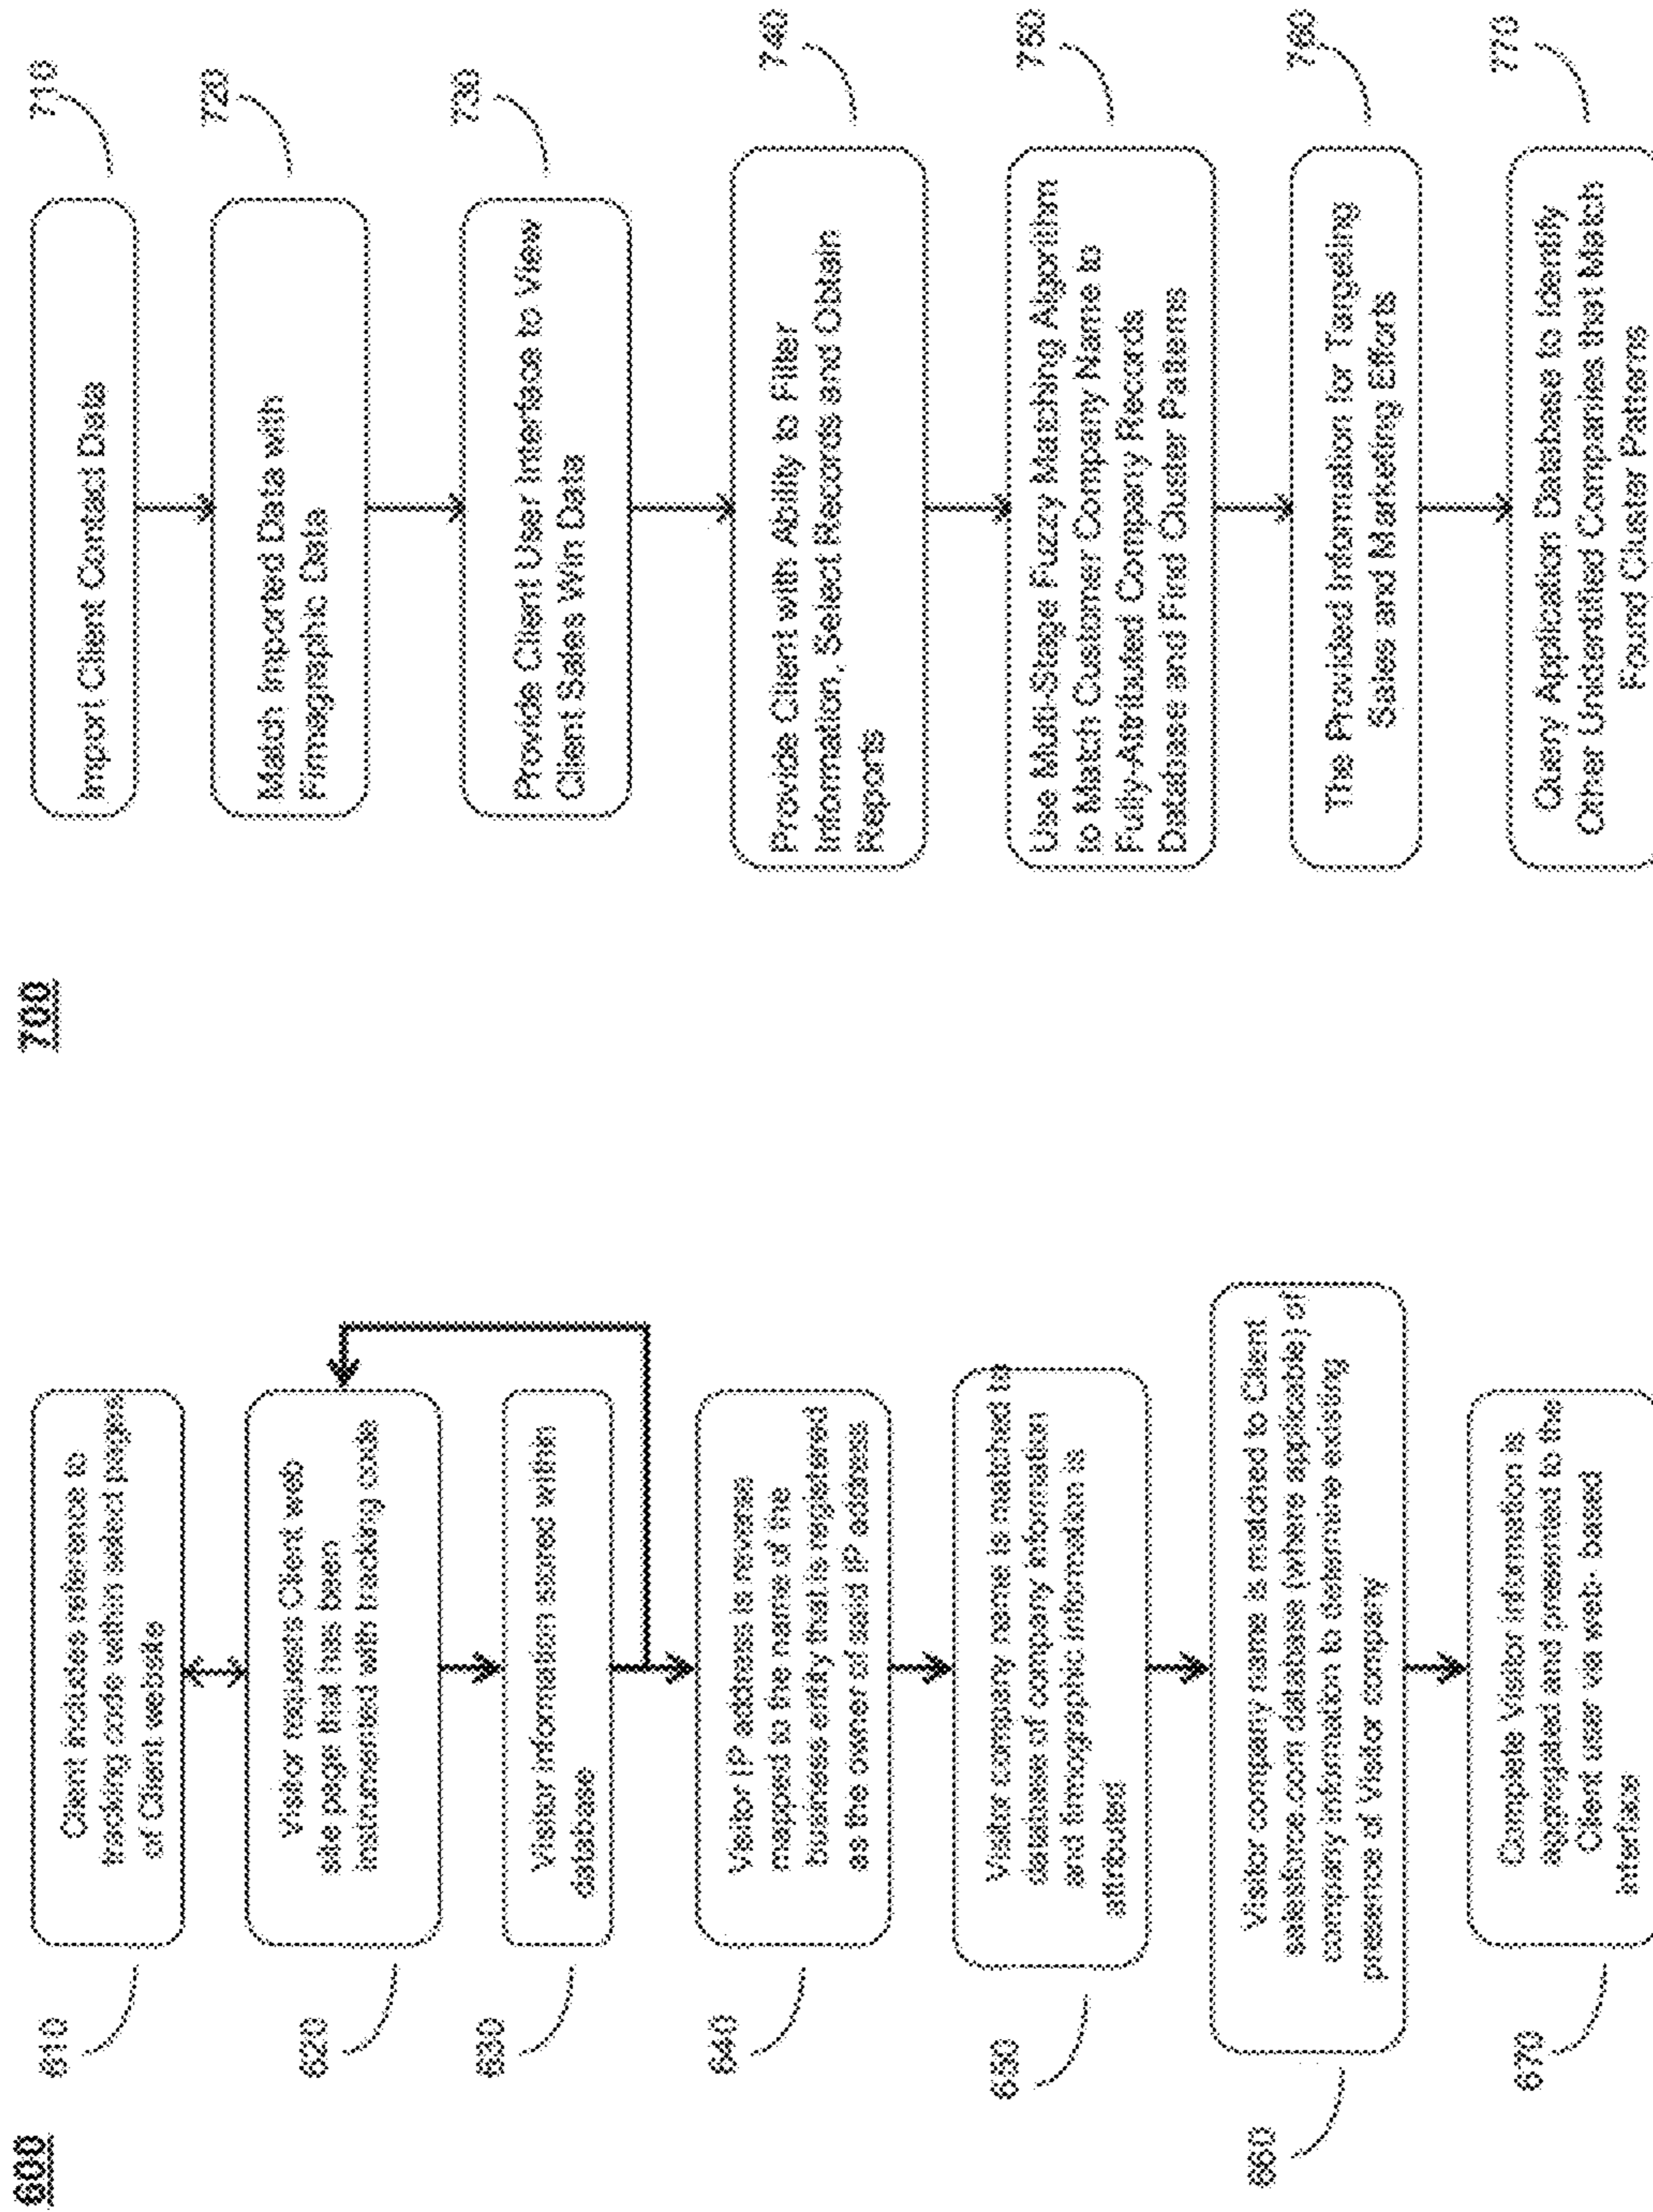 600
610
Client includes reference to
tracking code within select pages
of Client website
620
Visitor requests Client web
site page that has been
instrumented with tracking code
630
Visitor information stored within
database
640
Visitor IP address is reverse
mapped to the name of the
business entity that is registered
as the owner of said IP address
650
Visitor company name is matched to
database of company information
and firmographic information is
attributed
660
Visitor company name is matched to Client
salesforce.com database (where applicable) of
company information to determine existing
presence of Visitor company
670
Complete Visitor information is
aggregated and presented to the
Client user via web- based
interface
700
710
Import Client Contact Data
720
Match Imported Data with
Firmographic Data
730
Provide Client User Interface to View
Client Sales Win Data
740
Provide Client with Ability to Filter
Information, Select Records and Obtain
Reports
750
Use Multi-Stage Fuzzy Matching Algorithm
to Match Customer Company Name to
Fully-Attributed Company Records
Database and Find Cluster Patterns
760
The Provided Information for Targeting
Sales and Marketing Efforts
770
Query Application Database to Identify
Other Unidentified Companies that Match
Found Cluster Patterns